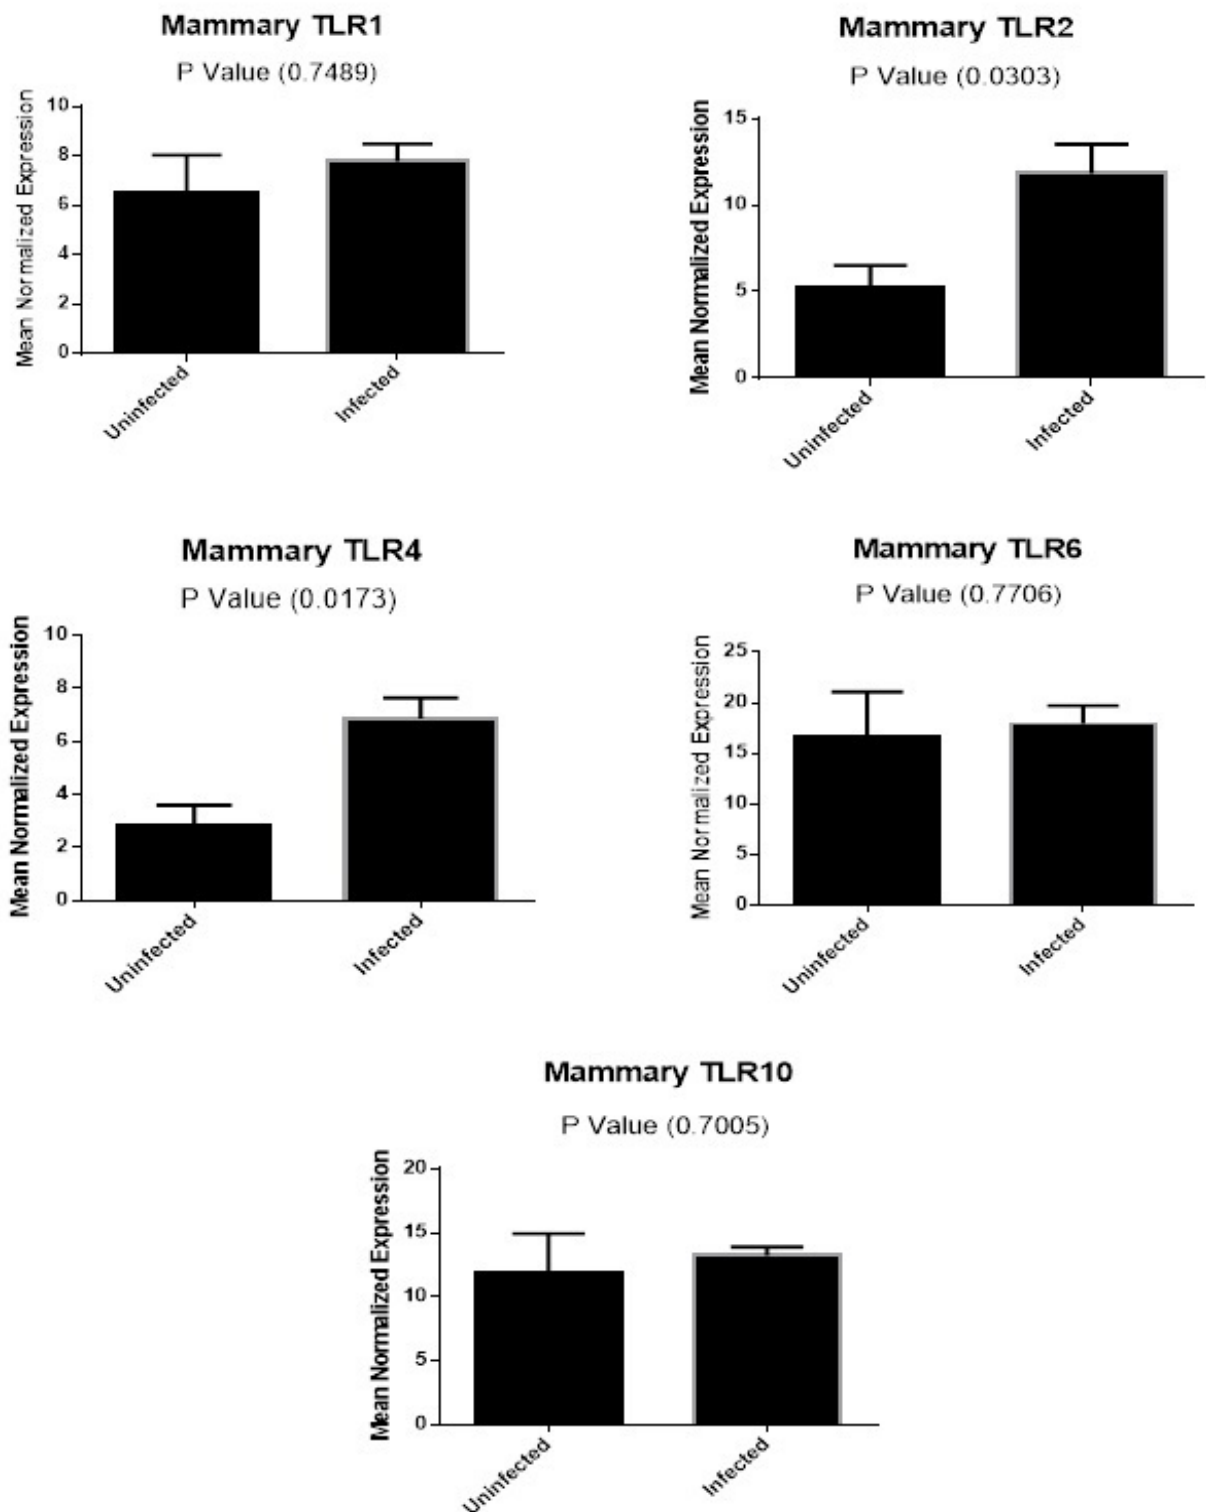 Mammary TLR1
P Value (0.7489)
Mean Normalized Expression
10
8
6
4
2
0
Uninfected
Infected
Mammary TLR2
P Value (0.0303)
Mean Normalized Expression
15
10
5
0
Uninfected
Infected
Mammary TLR4
P Value (0.0173)
Mean Normalized Expression
10
8
6
4
2
0
Uninfected
Infected
Mammary TLR6
P Value (0.7706)
Mean Normalized Expression
25
20
15
10
5
0
Uninfected
Infected
Mammary TLR10
P Value (0.7005)
Mean Normalized Expression
20
15
10
5
0
Uninfected
Infected